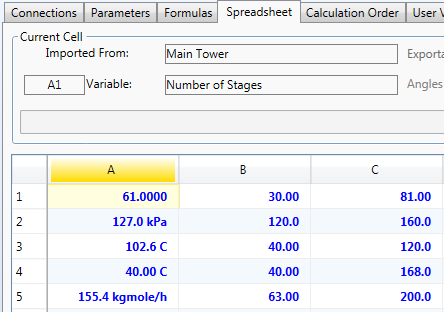 Connections Parameters Formulas Spreadsheet Calculation Order User V
Current Cell
Imported From: Main Tower Exporta
A1 Variable: Number of Stages Angles
A B C
1 61.0000 30.00 81.00
2 127.0 kPa 120.0 160.0
3 102.6 C 40.00 120.0
4 40.00 C 40.00 168.0
5 155.4 kgmole/h 63.00 200.0